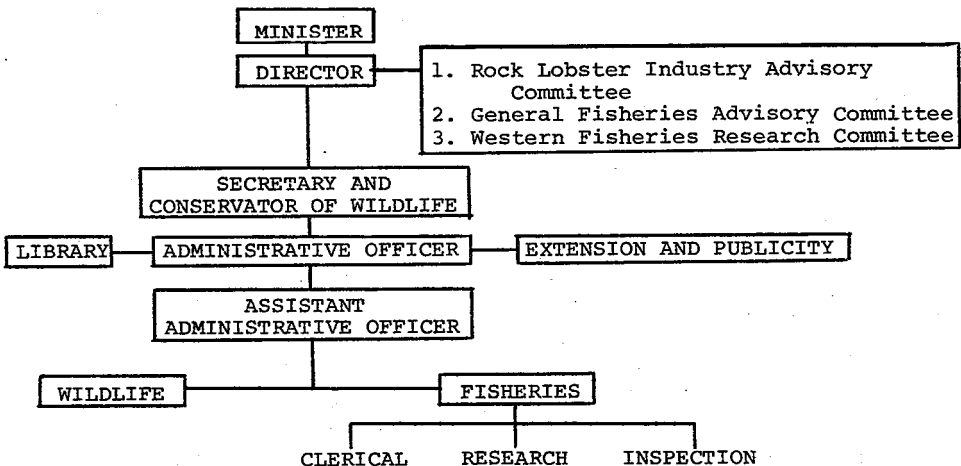 MINISTER
DIRECTOR
1. Rock Lobster Industry Advisory
Committee
2. General Fisheries Advisory Committee
3. Western Fisheries Research Committee
SECRETARY AND
CONSERVATOR OF WILDLIFE
LIBRARY
ADMINISTRATIVE OFFICER
EXTENSION AND PUBLICITY
ASSISTANT
ADMINISTRATIVE OFFICER
WILDLIFE
FISHERIES
CLERICAL
RESEARCH
INSPECTION